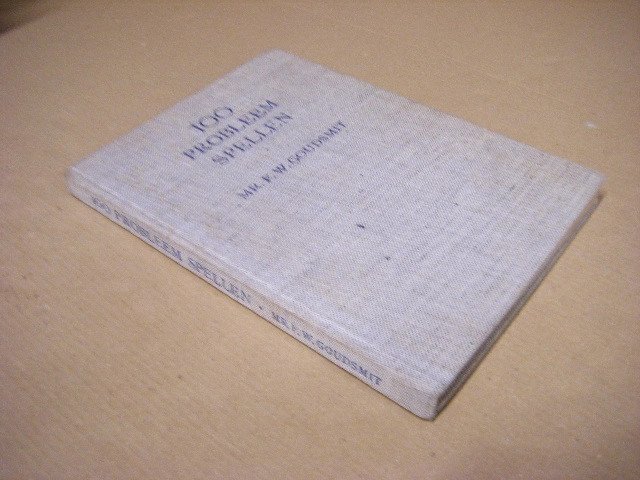 100
PROBLEEM
SPELLEN
MR. F. W. GOUDSMIT
100 PROBLEEM SPELLEN • MR. F. W. GOUDSMIT